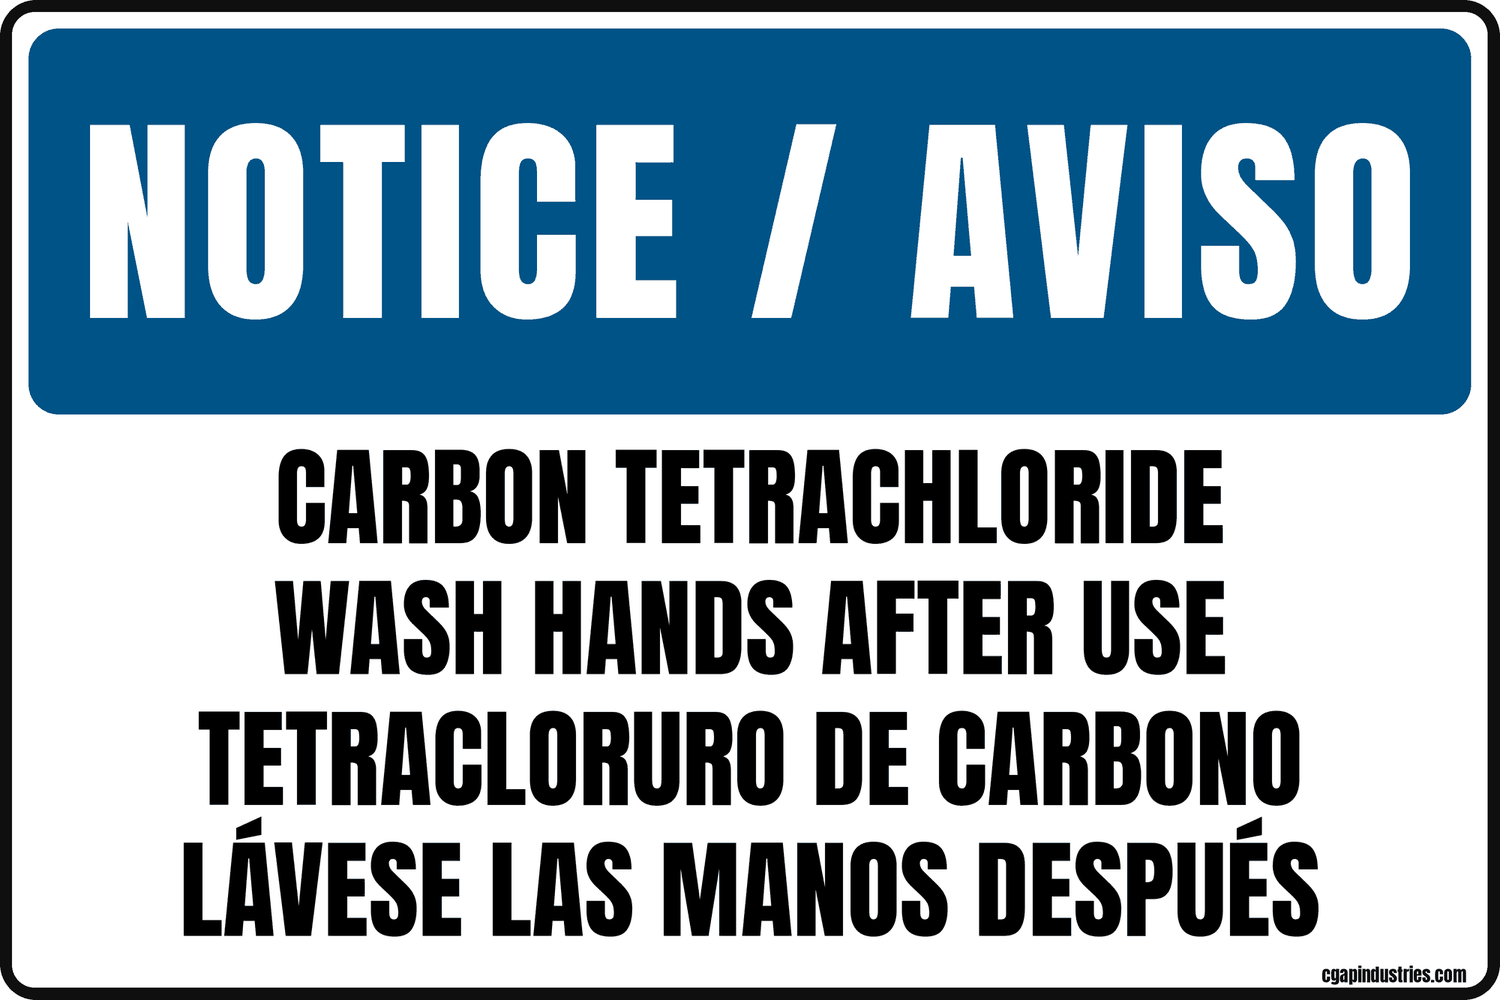 NOTICE / AVISO
CARBON TETRACHLORIDE
WASH HANDS AFTER USE
TETRACLORURO DE CARBONO
LÁVESE LAS MANOS DESPUÉS
cgapindustries.com